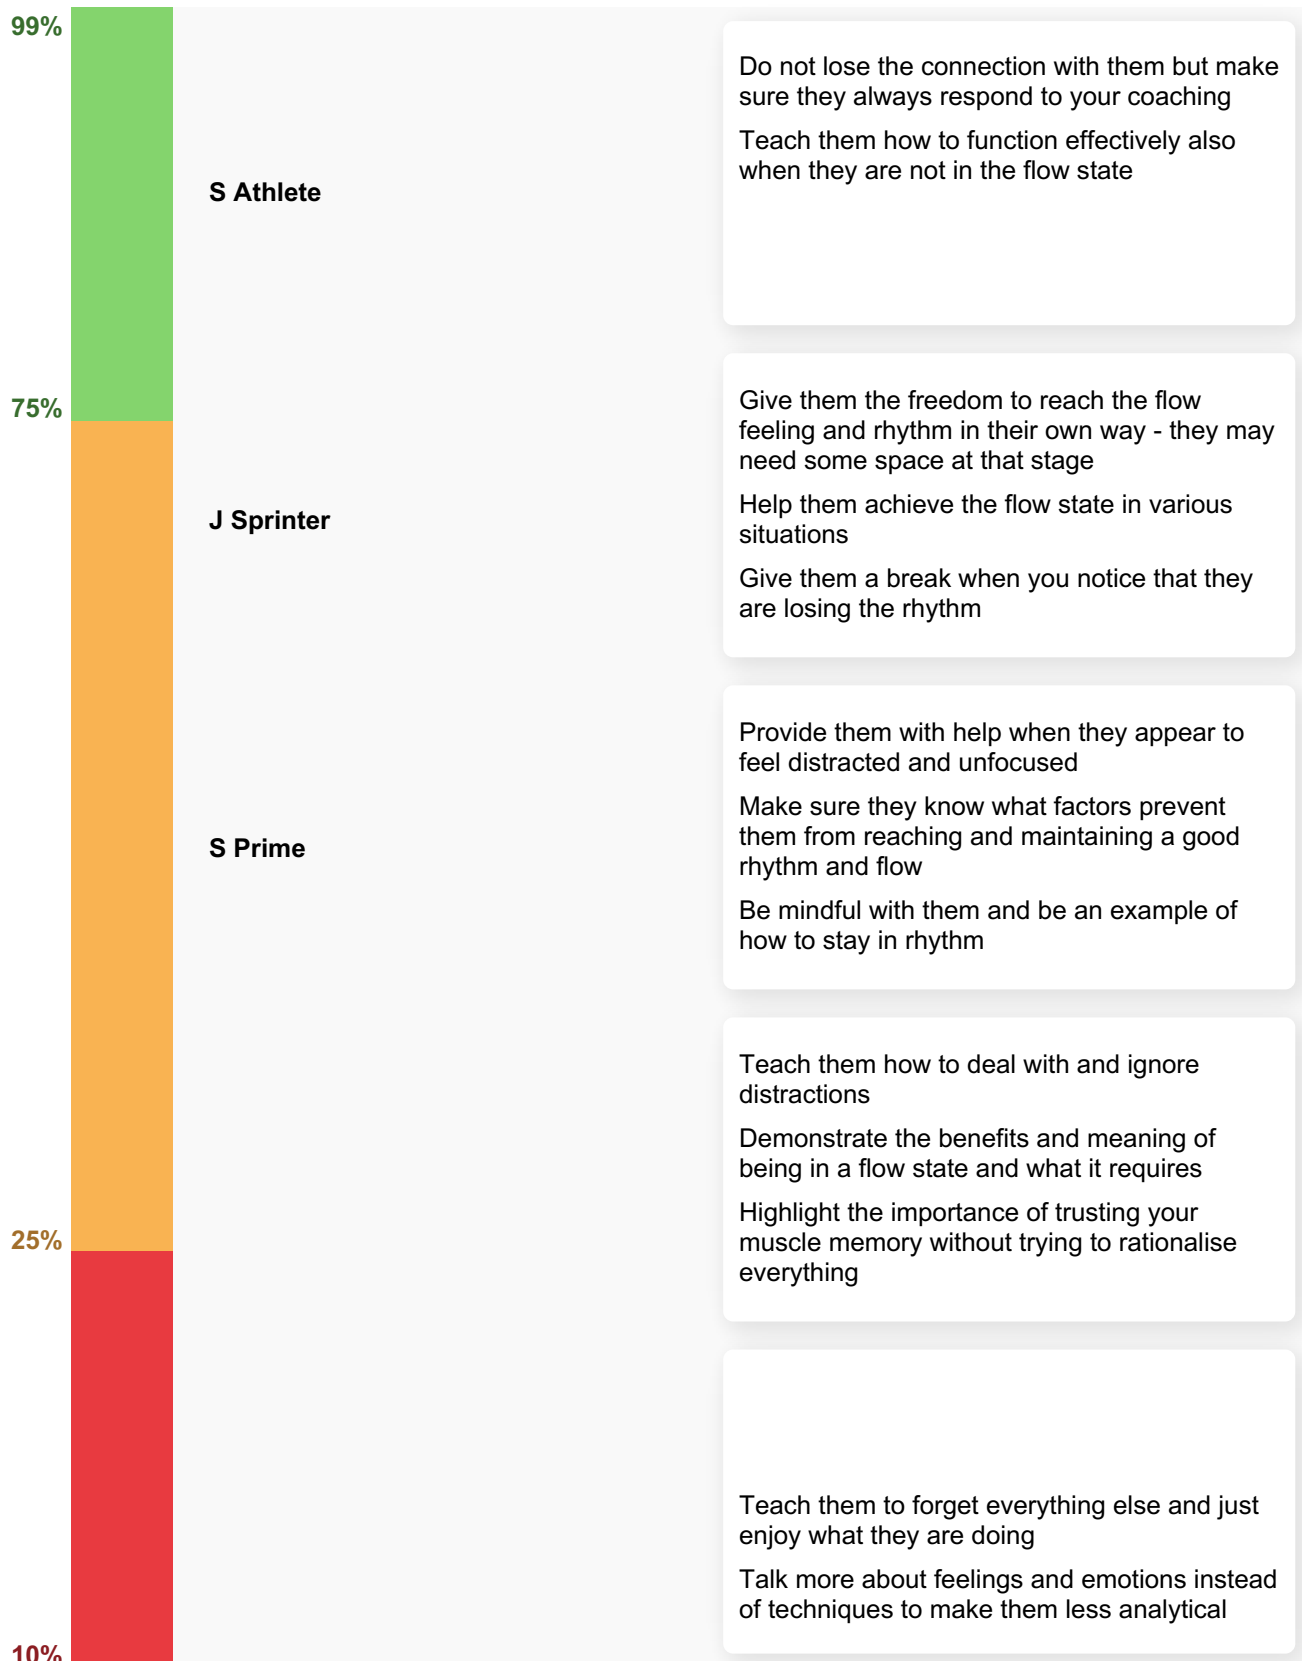 99%
Do not lose the connection with them but make
sure they always respond to your coaching
Teach them how to function effectively also
when they are not in the flow state
S Athlete
75%
Give them the freedom to reach the flow
feeling and rhythm in their own way - they may
need some space at that stage
Help them achieve the flow state in various
situations
Give them a break when you notice that they
are losing the rhythm
J Sprinter
Provide them with help when they appear to
feel distracted and unfocused
Make sure they know what factors prevent
them from reaching and maintaining a good
rhythm and flow
Be mindful with them and be an example of
how to stay in rhythm
S Prime
Teach them how to deal with and ignore
distractions
Demonstrate the benefits and meaning of
being in a flow state and what it requires
Highlight the importance of trusting your
muscle memory without trying to rationalise
everything
25%
Teach them to forget everything else and just
enjoy what they are doing
Talk more about feelings and emotions instead
of techniques to make them less analytical
10%